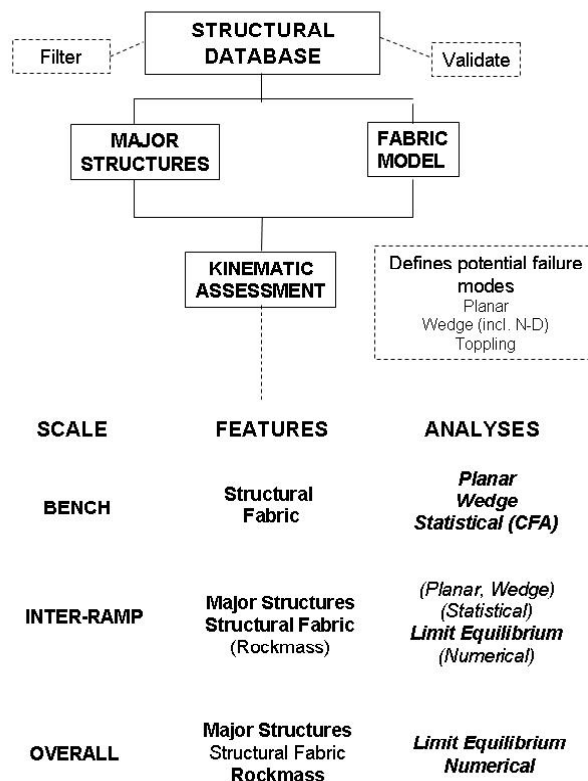 STRUCTURAL
DATABASE
Filter
Validate
MAJOR
STRUCTURES
FABRIC
MODEL
KINEMATIC
ASSESSMENT
Defines potential failure
modes
Planar
Wedge (incl. N-D)
Toppling
SCALE
FEATURES
ANALYSES
BENCH
Structural
Fabric
Planar
Wedge
Statistical (CFA)
INTER-RAMP
Major Structures
Structural Fabric
(Rockmass)
(Planar, Wedge)
(Statistical)
Limit Equilibrium
(Numerical)
OVERALL
Major Structures
Structural Fabric
Rockmass
Limit Equilibrium
Numerical